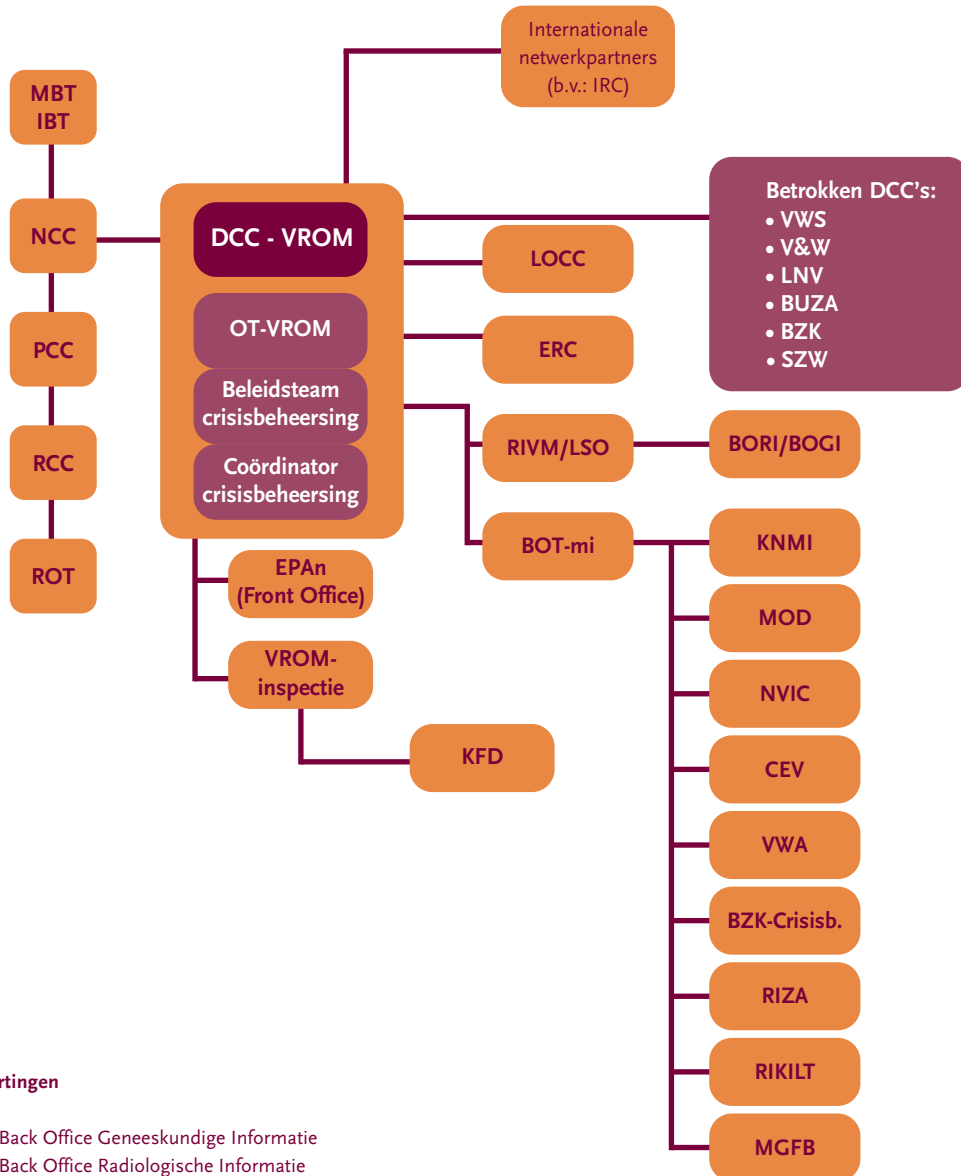 Internationale
netwerkpartners
(b.v.: IRC)
MBT
IBT
NCC
PCC
RCC
ROT
DCC - VROM
OT-VROM
Beleidsteam
crisisbeheersing
Coördinator
crisisbeheersing
Betrokken DCC's:
• VWS
• V&W
• LNV
• BUZA
• BZK
• SZW
LOCC
ERC
RIVM/LSO
BORI/BOGI
BOT-mi
EPAn
(Front Office)
VROM-
inspectie
KFD
KNMI
MOD
NVIC
CEV
VWA
BZK-Crisisb.
RIZA
RIKILT
MGFB
rtingen
Back Office Geneeskundige Informatie
Back Office Radiologische Informatie